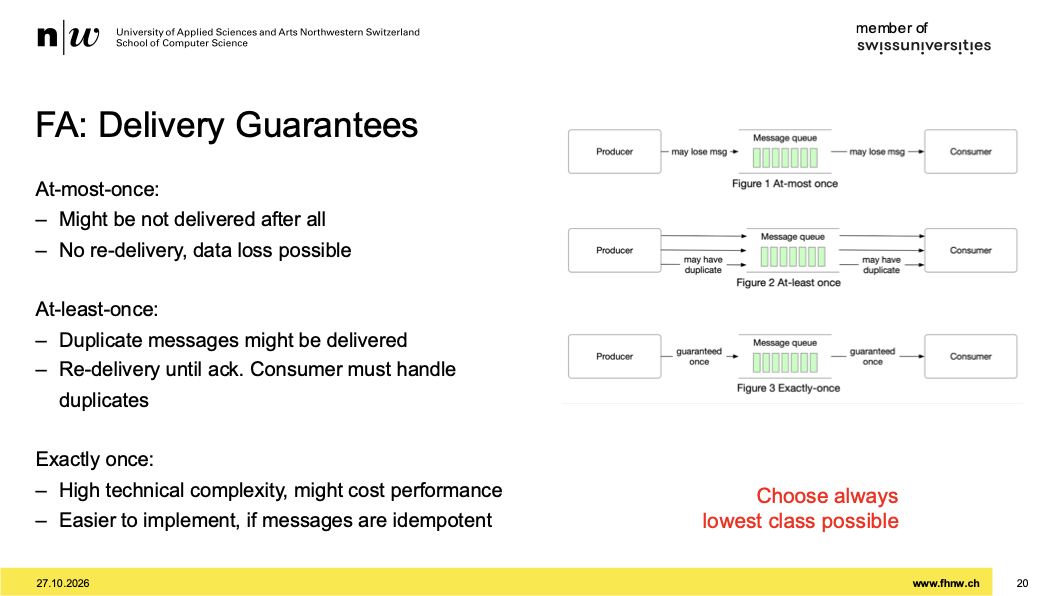 n|w University of Applied Sciences and Arts Northwestern Switzerland
School of Computer Science
member of
swissuniversities
FA: Delivery Guarantees
At-most-once:
– Might be not delivered after all
– No re-delivery, data loss possible
At-least-once:
– Duplicate messages might be delivered
– Re-delivery until ack. Consumer must handle
duplicates
Exactly once:
– High technical complexity, might cost performance
– Easier to implement, if messages are idempotent
Producer
may lose msg
Message queue
may lose msg
Consumer
Figure 1 At-most once
Producer
may have
duplicate
Message queue
may have
duplicate
Consumer
Figure 2 At-least once
Producer
guaranteed
once
Message queue
guaranteed
once
Consumer
Figure 3 Exactly-once
Choose always
lowest class possible
27.10.2026
www.fhnw.ch
20